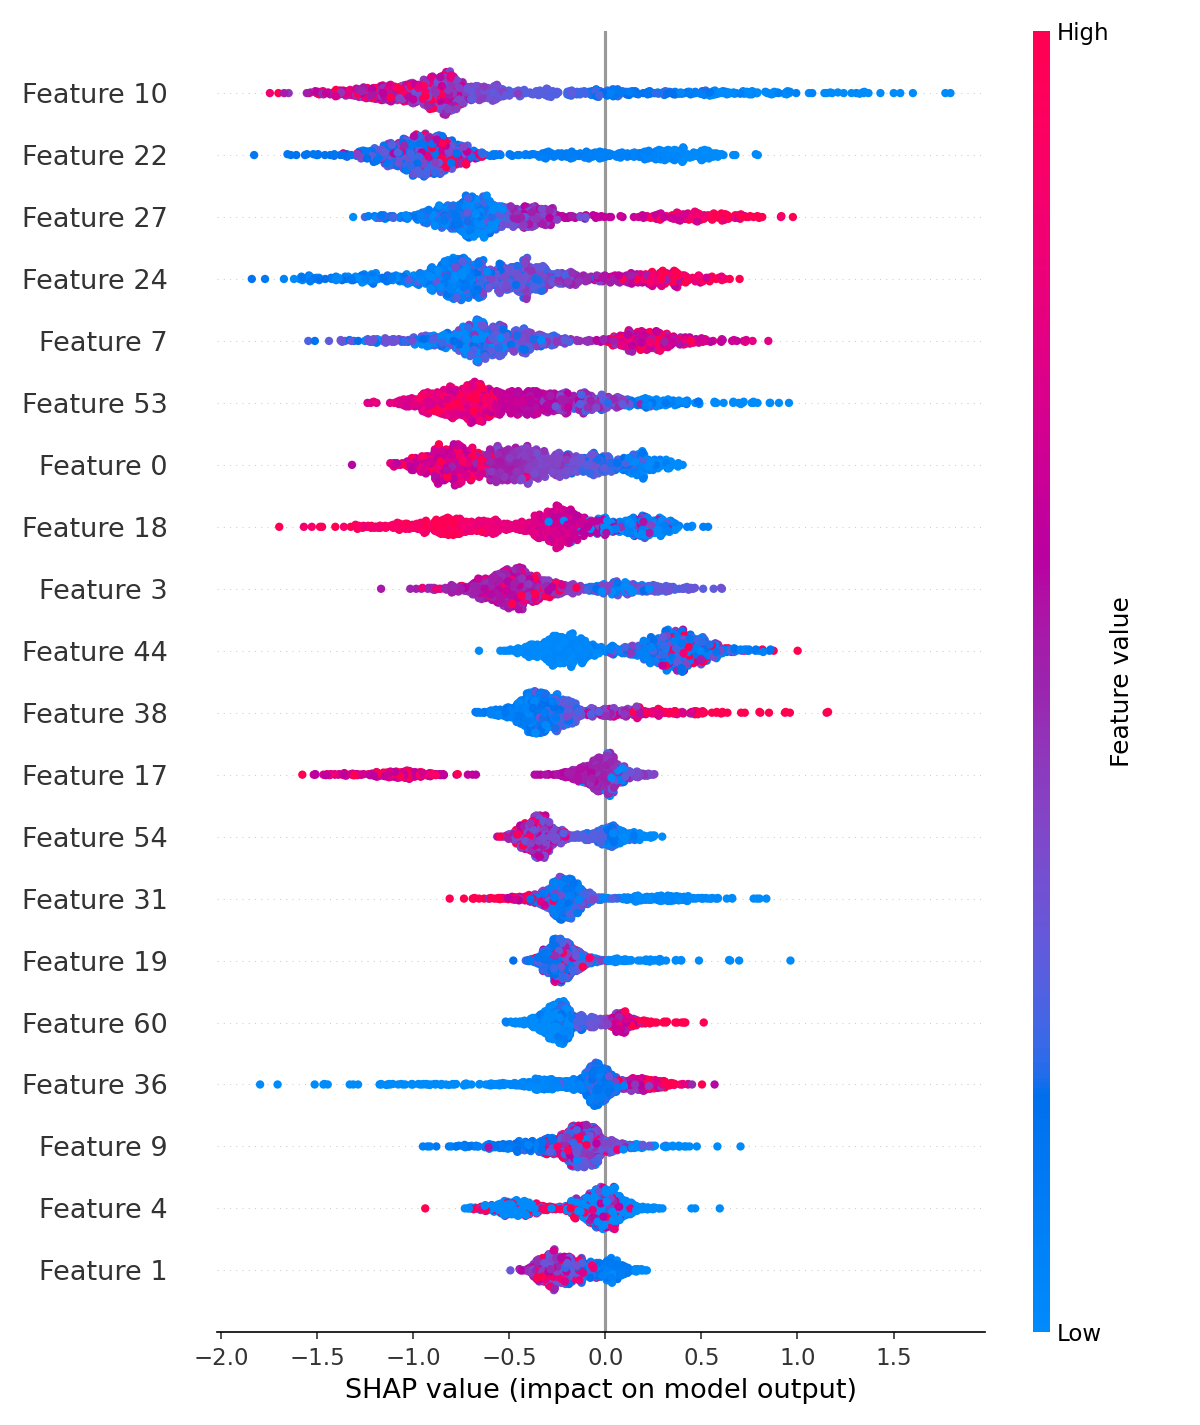 High
Feature 10
Feature 22
Feature 27
Feature 24
Feature 7
Feature 53
Feature 0
Feature 18
Feature 3
Feature 44
Feature 38
Feature 17
Feature 54
Feature 31
Feature 19
Feature 60
Feature 36
Feature 9
Feature 4
Feature 1
Feature value
Low
−2.0 −1.5 −1.0 −0.5 0.0 0.5 1.0 1.5
SHAP value (impact on model output)